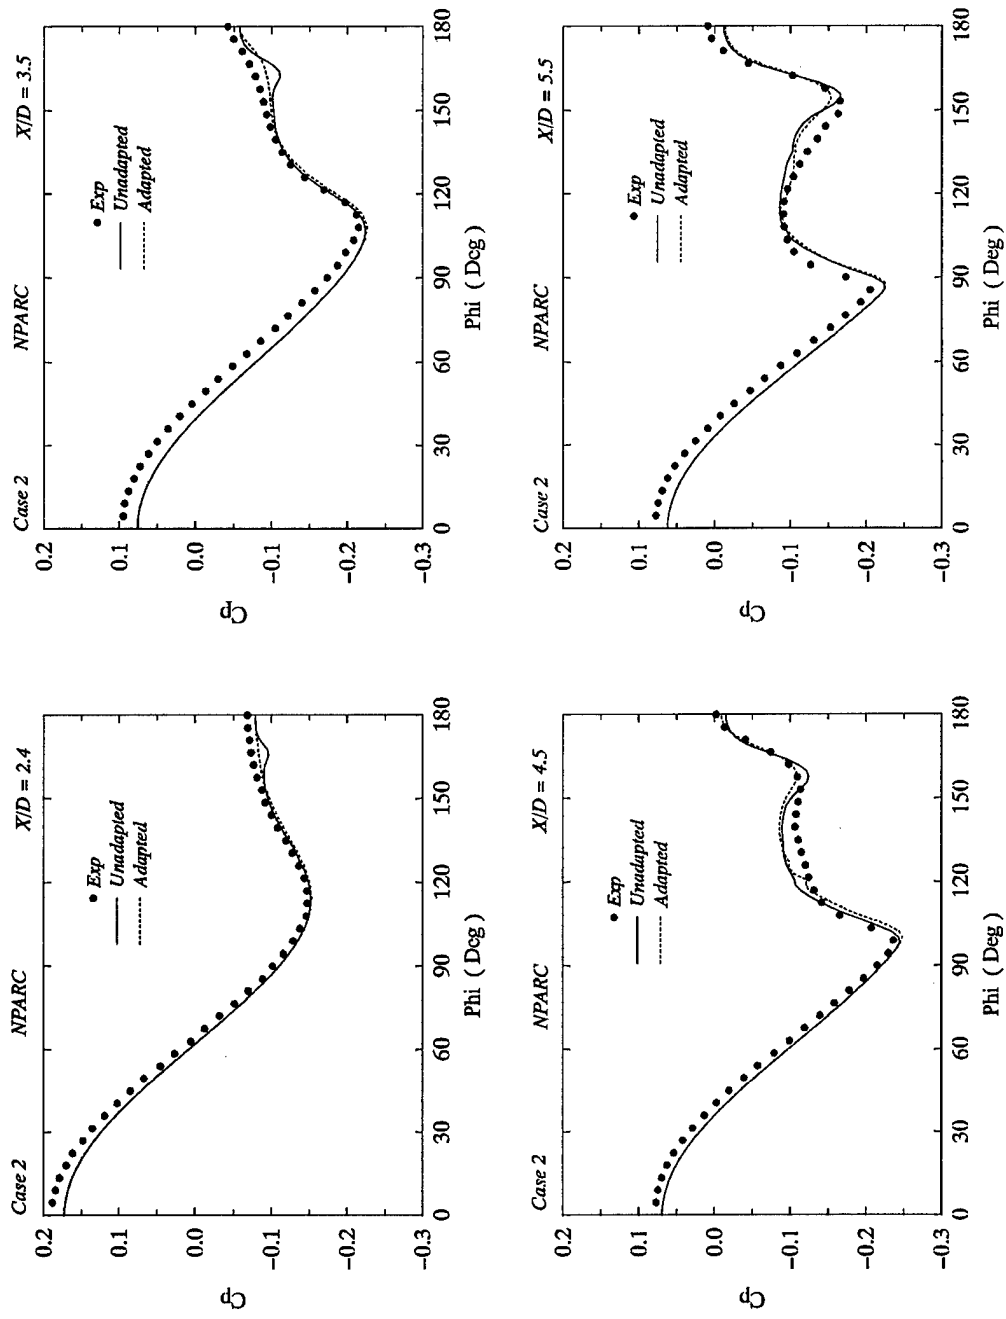 Case 2 NPARC X/D = 2.4
Exp
Unadapted
Adapted
0.2
0.1
0.0
-0.1
-0.2
-0.3
Cp
0 30 60 90 120 150 180
Phi ( Deg )
Case 2 NPARC X/D = 3.5
Exp
Unadapted
Adapted
0.2
0.1
0.0
-0.1
-0.2
-0.3
Cp
0 30 60 90 120 150 180
Phi ( Deg )
Case 2 NPARC X/D = 4.5
Exp
Unadapted
Adapted
0.2
0.1
0.0
-0.1
-0.2
-0.3
Cp
0 30 60 90 120 150 180
Phi ( Deg )
Case 2 NPARC X/D = 5.5
Exp
Unadapted
Adapted
0.2
0.1
0.0
-0.1
-0.2
-0.3
Cp
0 30 60 90 120 150 180
Phi ( Deg )